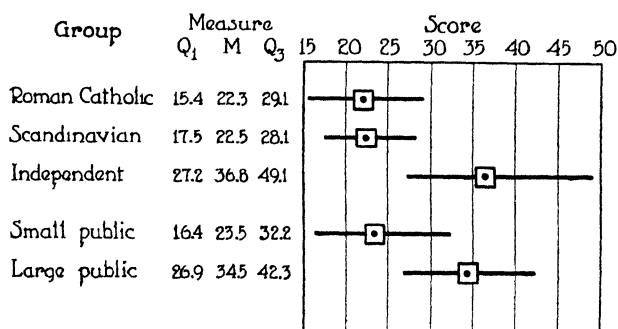 Group Measure Score
Q1 M Q3 15 20 25 30 35 40 45 50
Roman Catholic 15.4 22.3 29.1
Scandinavian 17.5 22.5 28.1
Independent 27.2 36.8 49.1
Small public 16.4 23.5 32.2
Large public 26.9 34.5 42.3